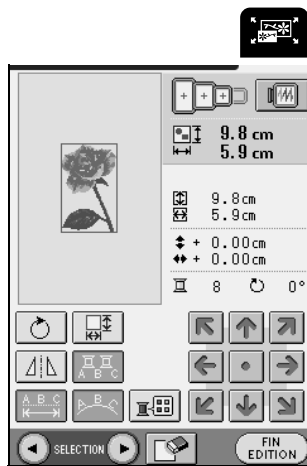 9.8 cm
5.9 cm
9.8cm
5.9cm
+ 0.00cm
+ 0.00cm
8 0°
A B C
A B C
A B C
SELECTION
FIN
EDITION